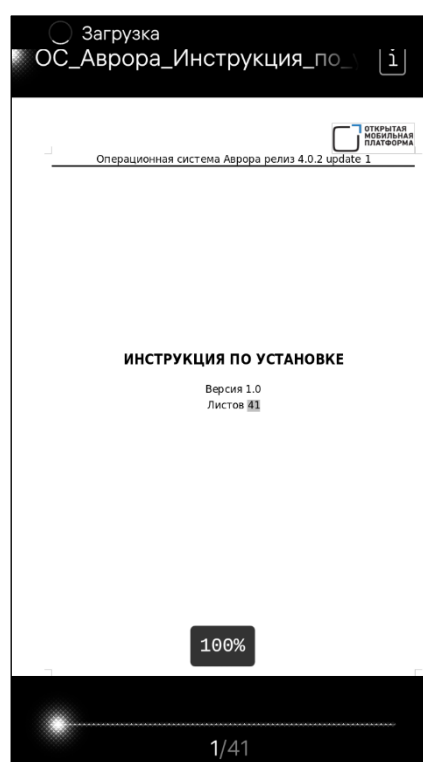 Загрузка
ОС_Аврора_Инструкция_по_
i
ОТКРЫТАЯ
МОБИЛЬНАЯ
ПЛАТФОРМА
Операционная система Аврора релиз 4.0.2 update 1
ИНСТРУКЦИЯ ПО УСТАНОВКЕ
Версия 1.0
Листов 41
100%
1/41